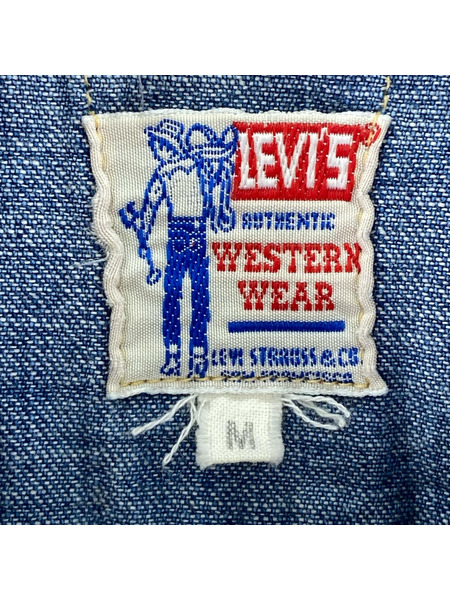 LEVI'S
AUTHENTIC
WESTERN
WEAR
LEVI STRAUSS & CO.
M